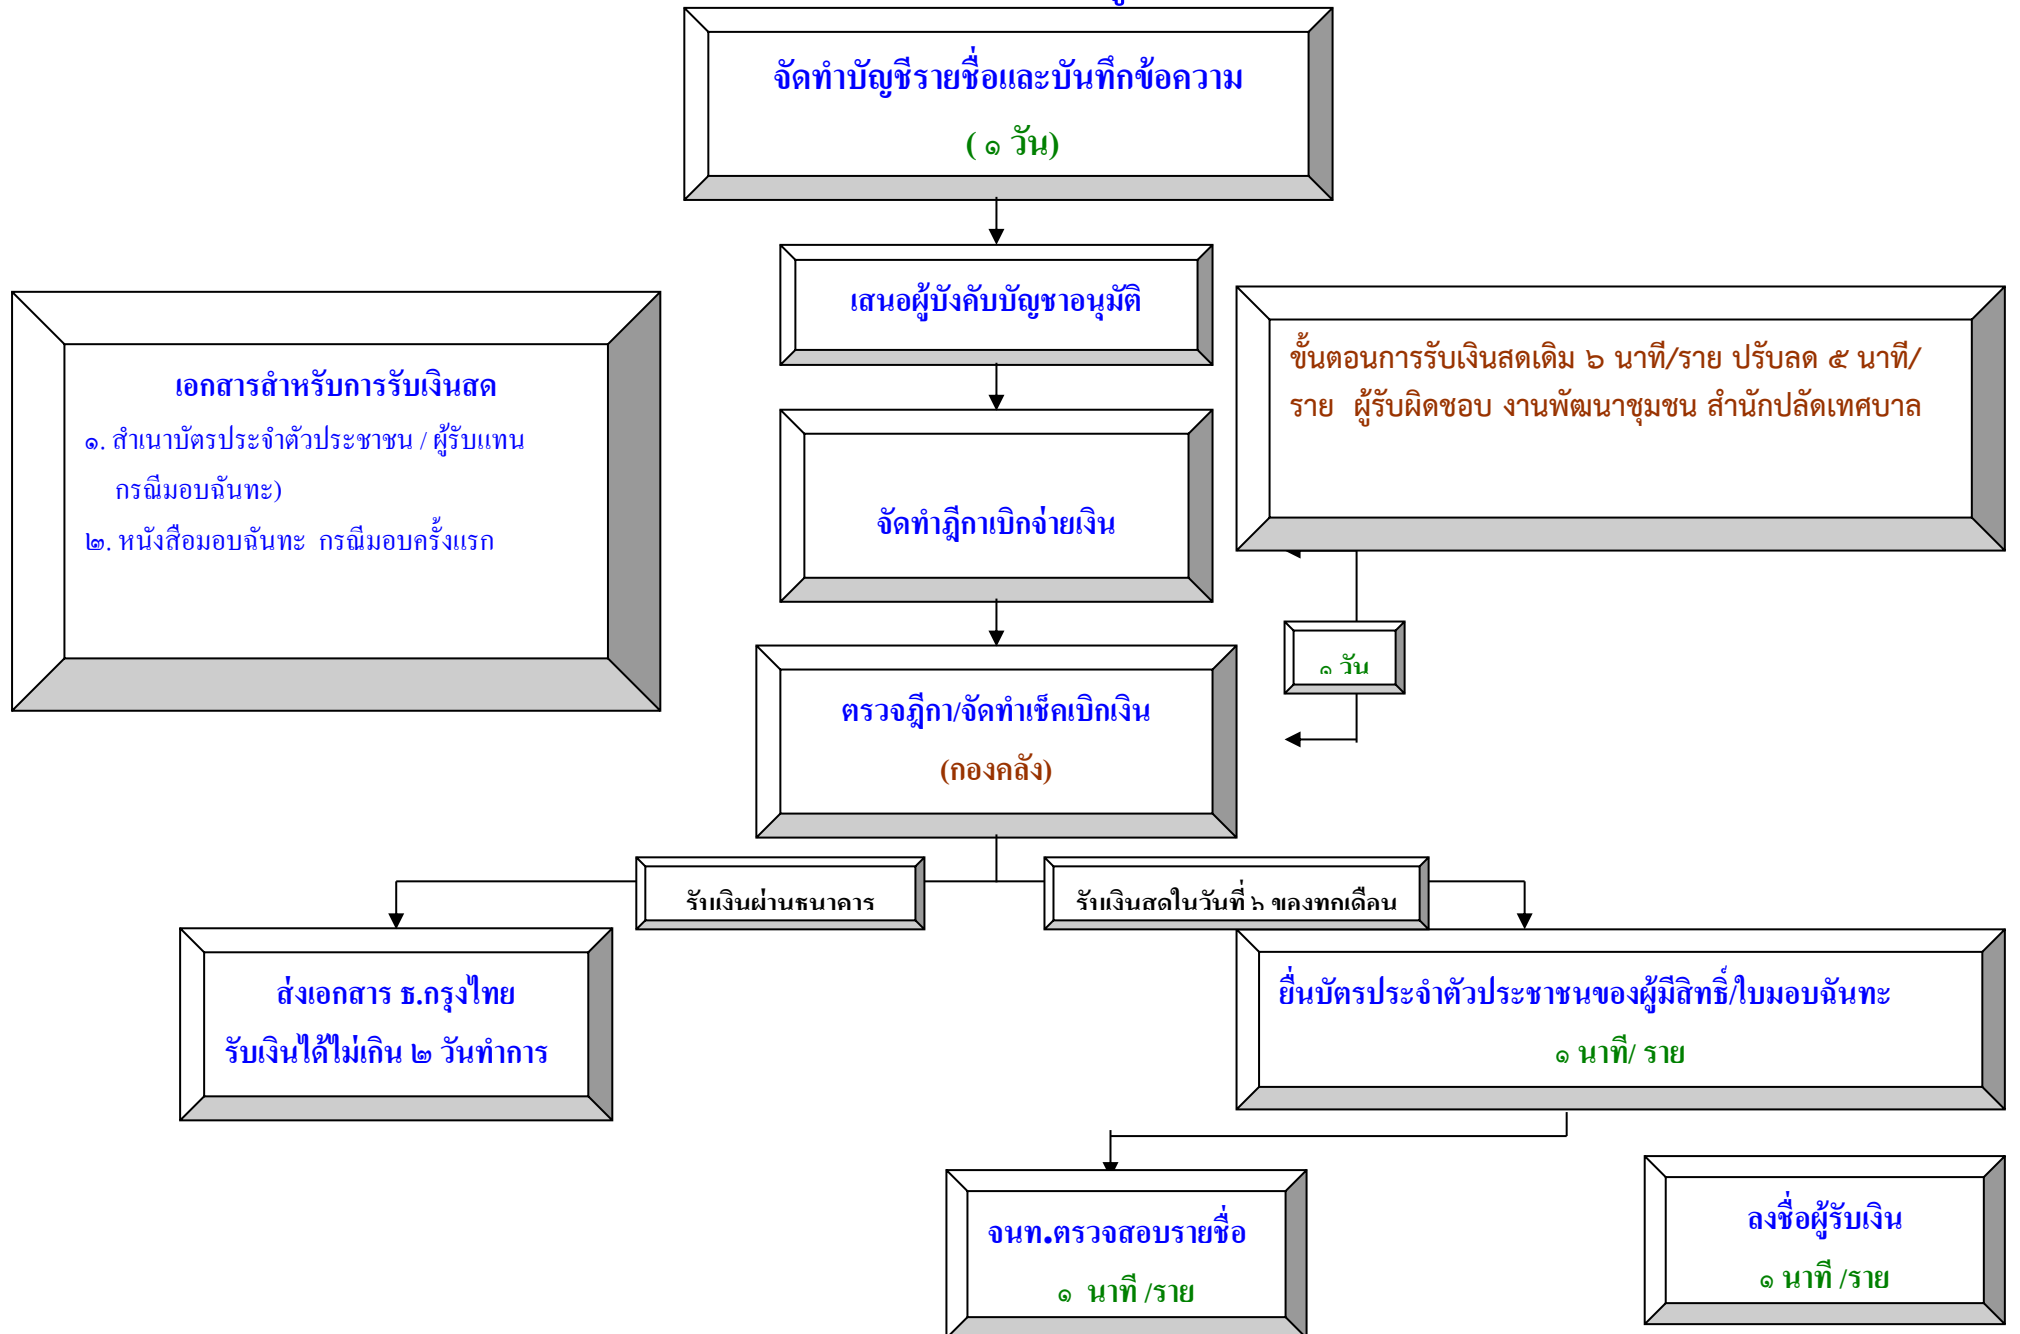 จัดทำบัญชีรายชื่อและบันทึกข้อความ
( ๑ วัน)
เสนอผู้บังคับบัญชาอนุมัติ
เอกสารสำหรับการรับเงินสด
๑. สำเนาบัตรประจำตัวประชาชน / ผู้รับแทน
กรณีมอบฉันทะ)
๒. หนังสือมอบฉันทะ กรณีมอบครั้งแรก
ขั้นตอนการรับเงินสดเดิม ๖ นาที/ราย ปรับลด ๕ นาที/
ราย ผู้รับผิดชอบ งานพัฒนาชุมชน สำนักปลัดเทศบาล
จัดทำฎีกาเบิกจ่ายเงิน
๑ วัน
ตรวจฎีกา/จัดทำเช็คเบิกเงิน
(กองคลัง)
รับเงินผ่านธนาคาร
รับเงินสดในวันที่ ๖ ของทุกเดือน
ส่งเอกสาร ธ.กรุงไทย
รับเงินได้ไม่เกิน ๒ วันทำการ
ยื่นบัตรประจำตัวประชาชนของผู้มีสิทธิ์/ใบมอบฉันทะ
๑ นาที/ ราย
จนท.ตรวจสอบรายชื่อ
๑ นาที /ราย
ลงชื่อผู้รับเงิน
๑ นาที /ราย